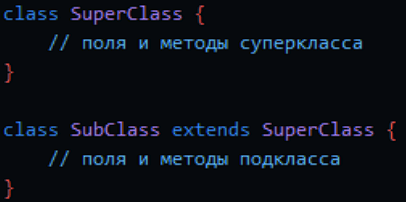 class SuperClass {
// поля и методы суперкласса
}
class SubClass extends SuperClass {
// поля и методы подкласса
}